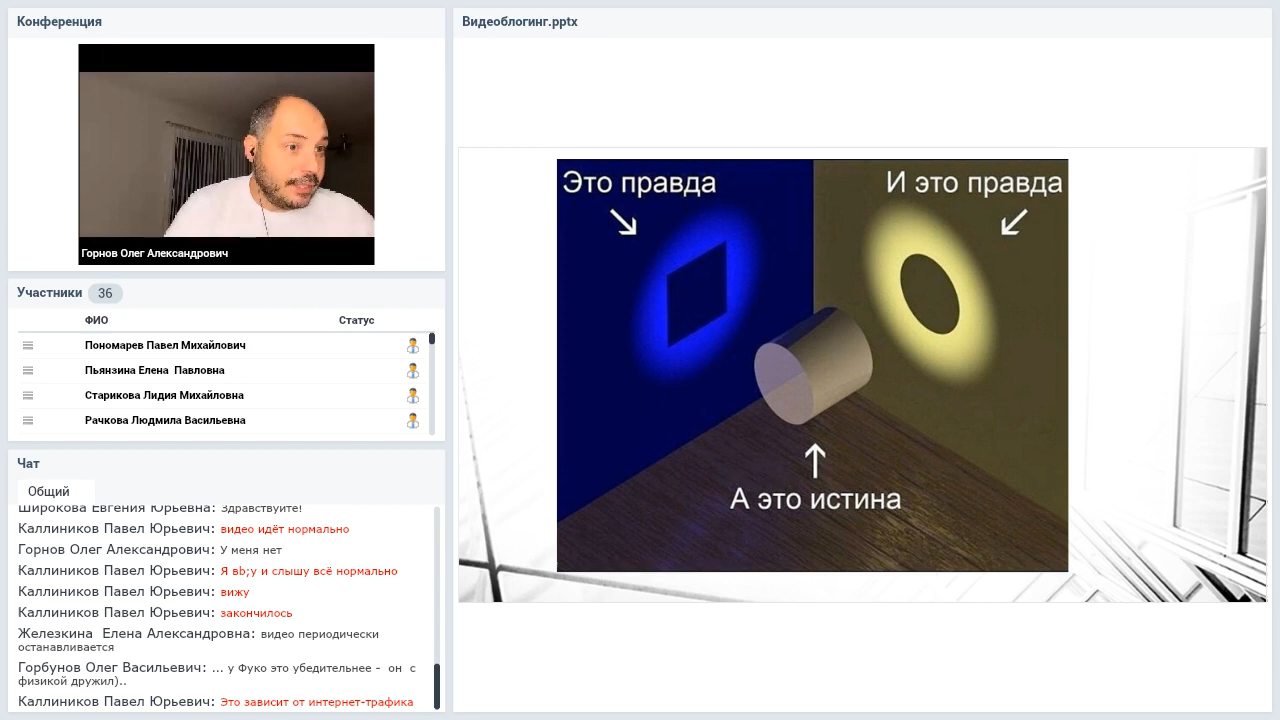 Конференция
Горнов Олег Александрович
Участники 36
ФИО Статус
Пономарев Павел Михайлович
Пьянзина Елена Павловна
Старикова Лидия Михайловна
Рачкова Людмила Васильевна
Чат
Общий
Широкова Евгения Юрьевна: Здравствуйте!
Каллиников Павел Юрьевич: видео идёт нормально
Горнов Олег Александрович: У меня нет
Каллиников Павел Юрьевич: Я вb;у и слышу всё нормально
Каллиников Павел Юрьевич: вижу
Каллиников Павел Юрьевич: закончилось
Железкина Елена Александровна: видео периодически
останавливается
Горбунов Олег Васильевич: ... у Фуко это убедительнее - он с
физикой дружил)..
Каллиников Павел Юрьевич: Это зависит от интернет-трафика
Видеоблогинг.pptx
Это правда
И это правда
А это истина